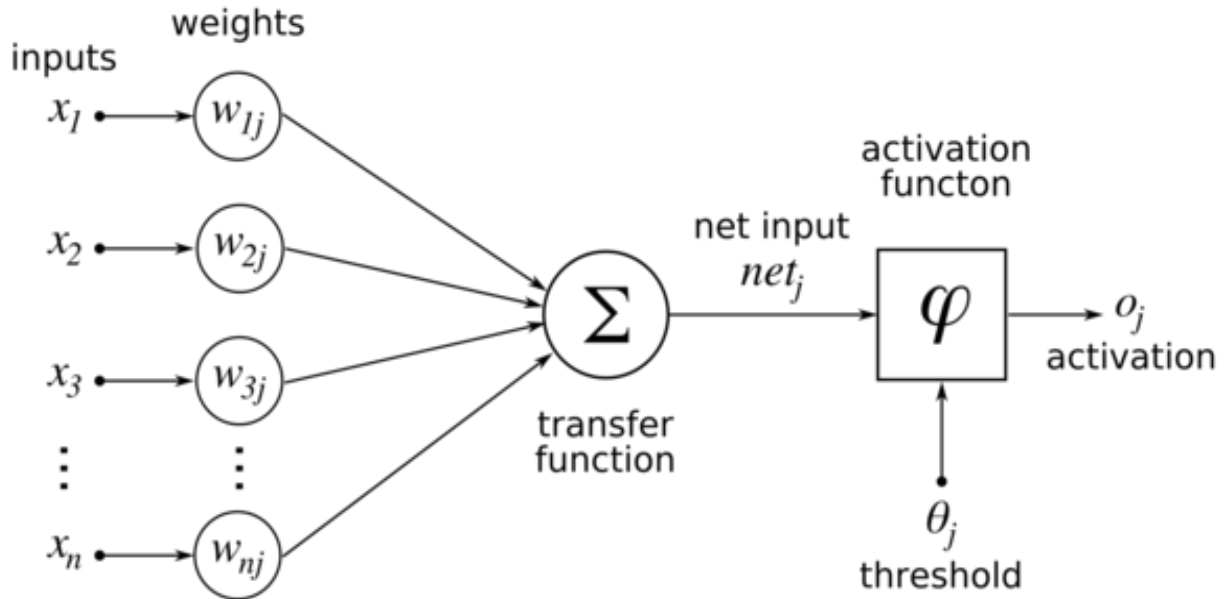 weights
inputs
x₁
w₁ⱼ
x₂
w₂ⱼ
x₃
w₃ⱼ
⋮
⋮
xₙ
wₙⱼ
Σ
transfer
function
net input
netⱼ
activation
functon
φ
oⱼ
activation
θⱼ
threshold